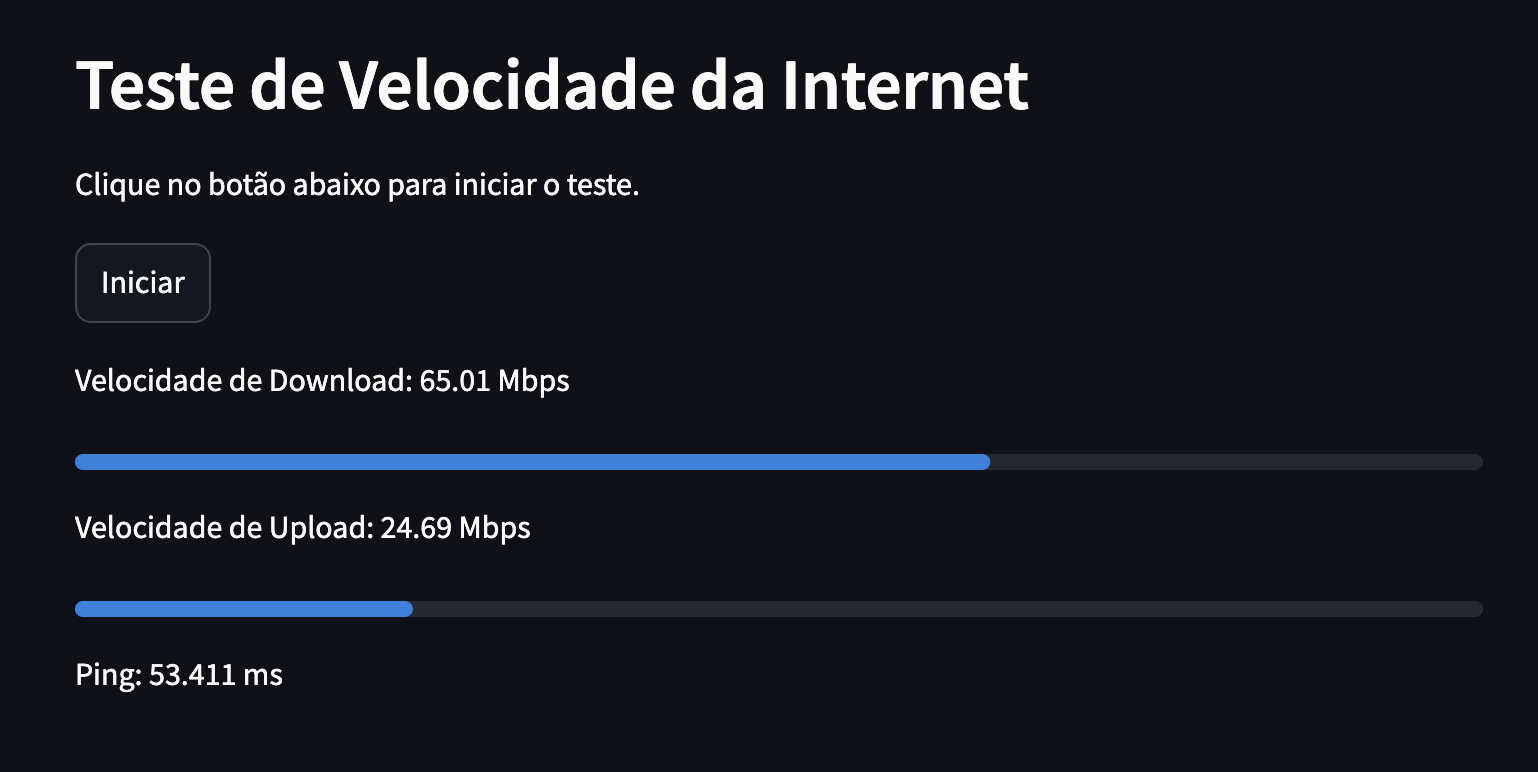 Teste de Velocidade da Internet
Clique no botão abaixo para iniciar o teste.
Iniciar
Velocidade de Download: 65.01 Mbps
Velocidade de Upload: 24.69 Mbps
Ping: 53.411 ms